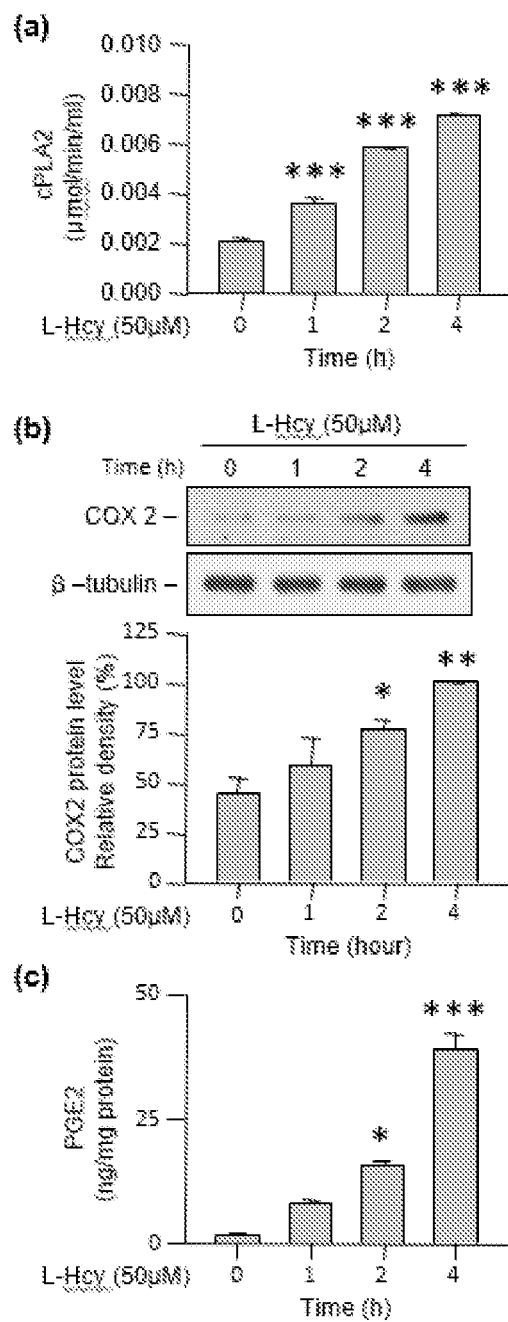 (a)
cPLA2
(μmol/min/ml)
0.010
0.008
0.006
0.004
0.002
0.000
***
***
***
L-Hcy (50μM) 0 1 2 4
Time (h)
(b)
L-Hcy (50μM)
Time (h) 0 1 2 4
COX 2 –
β –tubulin –
COX2 protein level
Relative density (%)
125
100
75
50
25
0
*
**
L-Hcy (50μM) 0 1 2 4
Time (hour)
(c)
PGE2
(ng/mg protein)
50
25
0
*
***
L-Hcy (50μM) 0 1 2 4
Time (h)